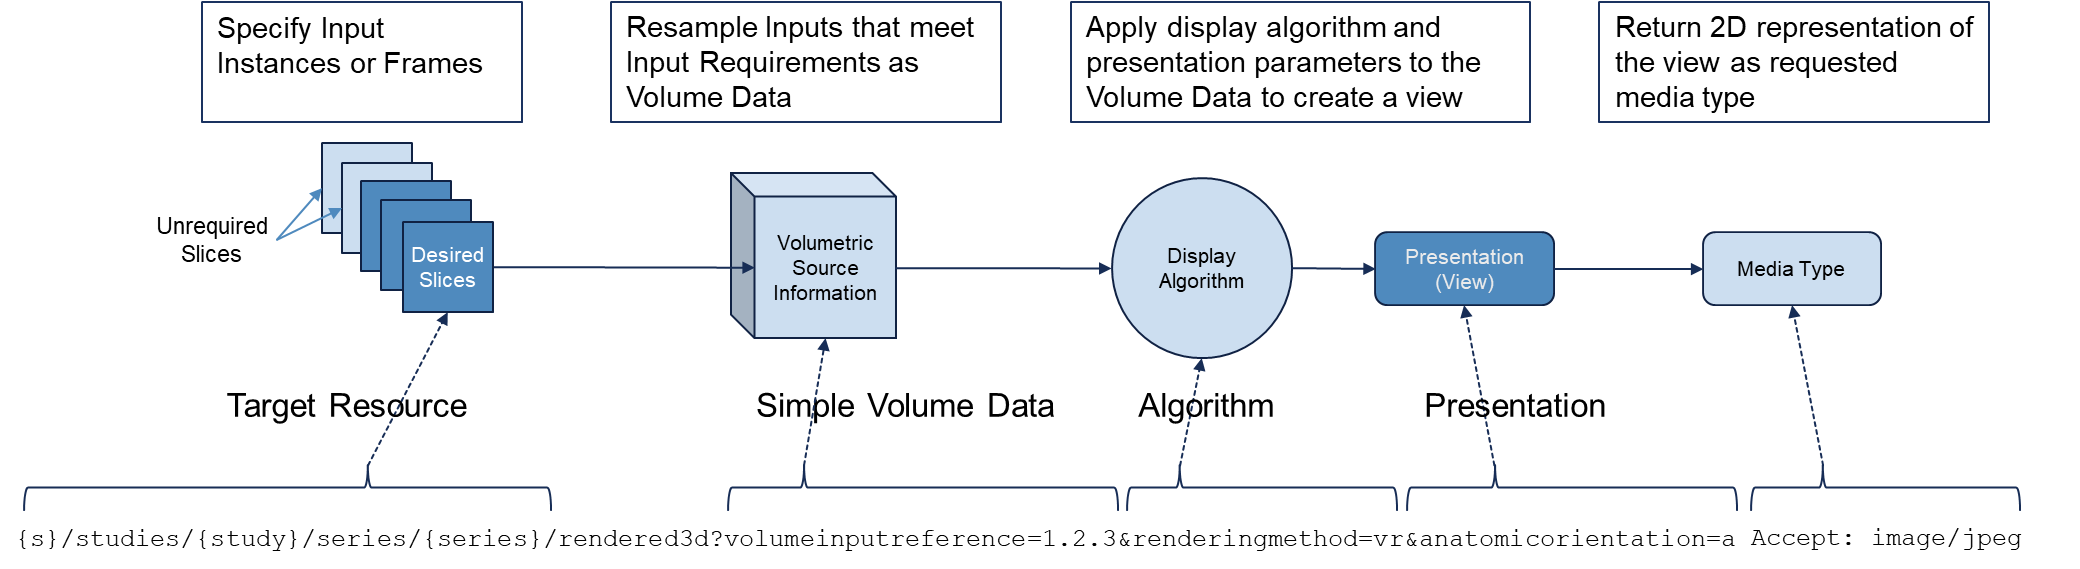 Specify Input
Instances or Frames
Resample Inputs that meet
Input Requirements as
Volume Data
Apply display algorithm and
presentation parameters to the
Volume Data to create a view
Return 2D representation of
the view as requested
media type
Unrequired
Slices
Desired
Slices
Volumetric
Source
Information
Display
Algorithm
Presentation
(View)
Media Type
Target Resource
Simple Volume Data
Algorithm
Presentation
{s}/studies/{study}/series/{series}/rendered3d?volumeinputreference=1.2.3&renderingmethod=vr&anatomicorientation=a Accept: image/jpeg